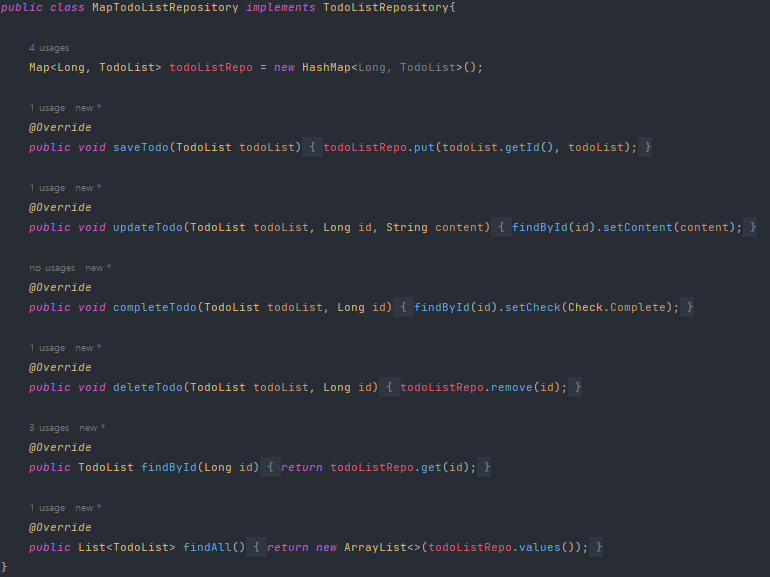 public class MapTodoListRepository implements TodoListRepository{
4 usages
Map<Long, TodoList> todoListRepo = new HashMap<Long, TodoList>();
1 usage new *
@Override
public void saveTodo(TodoList todoList) { todoListRepo.put(todoList.getId(), todoList); }
1 usage new *
@Override
public void updateTodo(TodoList todoList, Long id, String content) { findById(id).setContent(content); }
no usages new *
@Override
public void completeTodo(TodoList todoList, Long id) { findById(id).setCheck(Check.Complete); }
1 usage new *
@Override
public void deleteTodo(TodoList todoList, Long id) { todoListRepo.remove(id); }
3 usages new *
@Override
public TodoList findById(Long id) { return todoListRepo.get(id); }
1 usage new *
@Override
public List<TodoList> findAll() { return new ArrayList<>(todoListRepo.values()); }
}